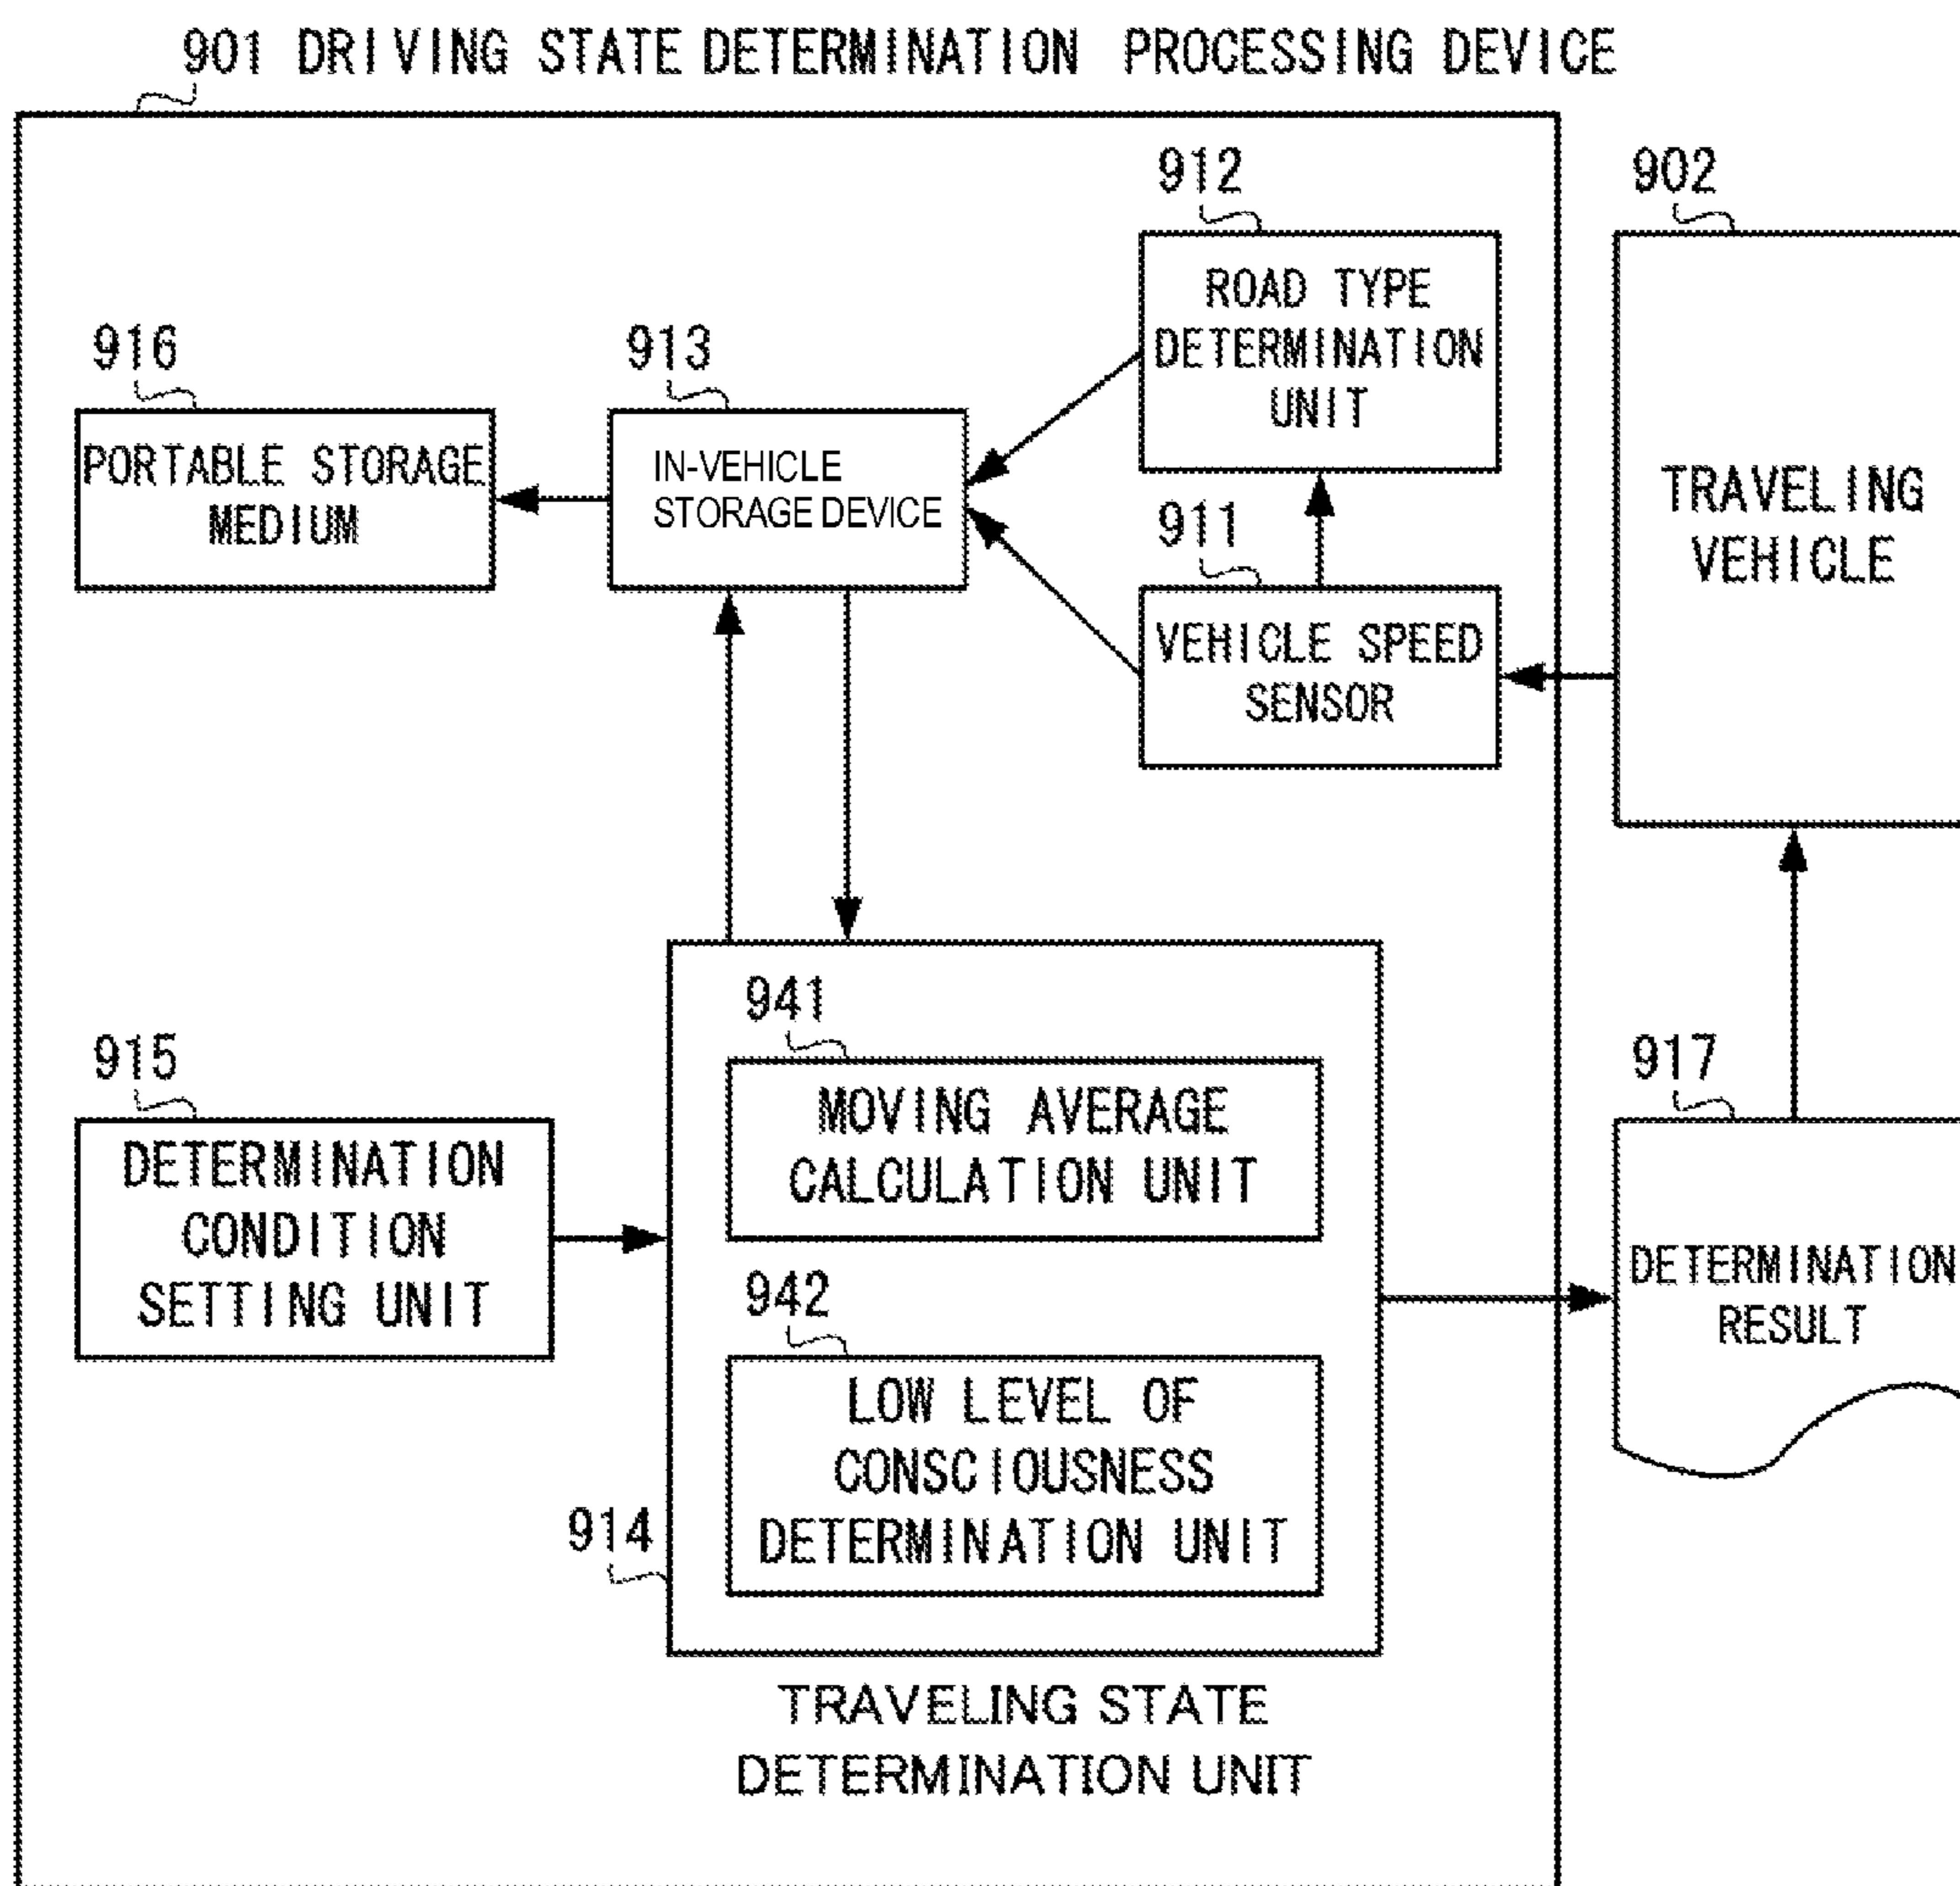 901 DRIVING STATE DETERMINATION PROCESSING DEVICE
912
ROAD TYPE
DETERMINATION
UNIT
902
TRAVELING
VEHICLE
916
PORTABLE STORAGE
MEDIUM
913
IN-VEHICLE
STORAGE DEVICE
911
VEHICLE SPEED
SENSOR
915
DETERMINATION
CONDITION
SETTING UNIT
941
MOVING AVERAGE
CALCULATION UNIT
942
LOW LEVEL OF
CONSCIOUSNESS
DETERMINATION UNIT
914
TRAVELING STATE
DETERMINATION UNIT
917
DETERMINATION
RESULT